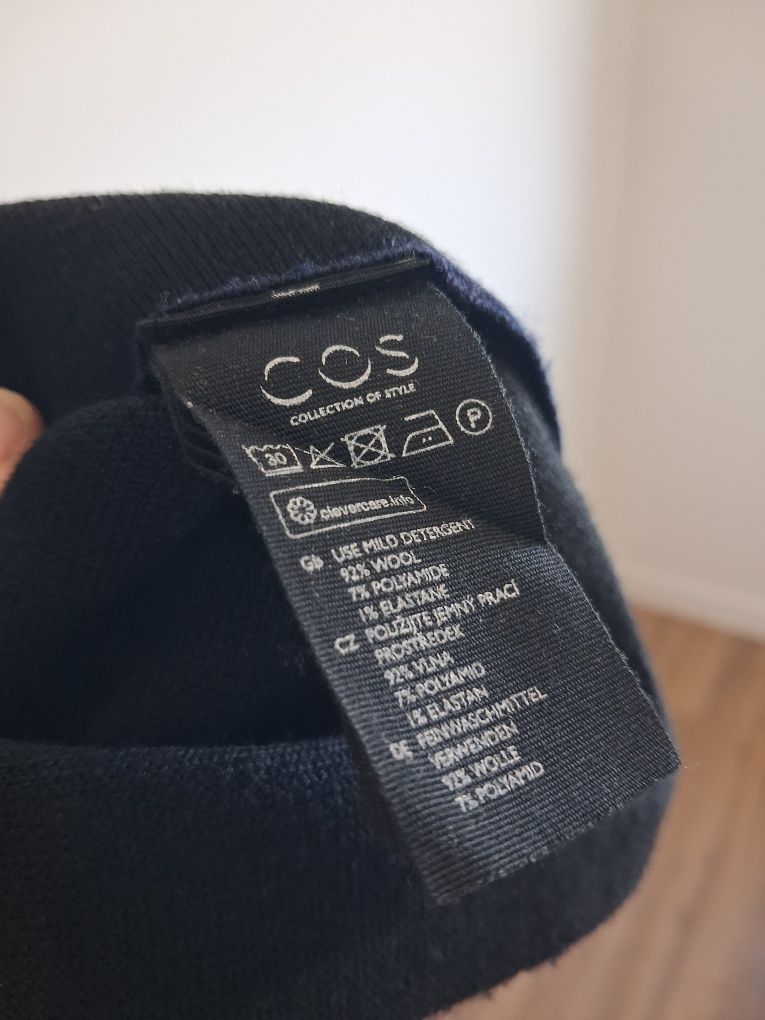 COS
COLLECTION OF STYLE
30
P
clevercare.info
GB USE MILD DETERGENT
92% WOOL
7% POLYAMIDE
1% ELASTANE
CZ POUŽIJTE JEMNÝ PRACÍ
PROSTŘEDEK
92% VLNA
7% POLYAMID
1% ELASTAN
DE FEINWASCHMITTEL
VERWENDEN
92% WOLLE
7% POLYAMID